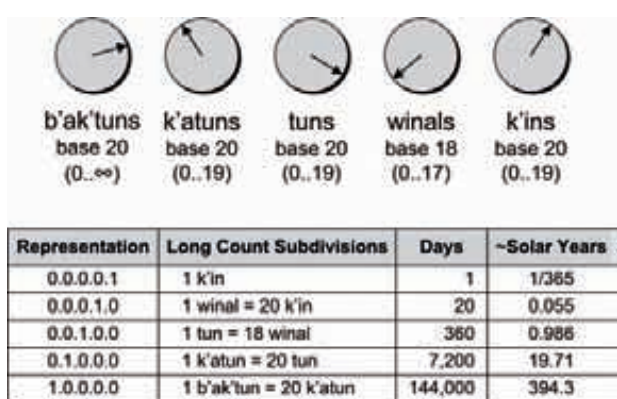 b'ak'tuns k'atuns tuns winals k'ins
base 20 base 20 base 20 base 18 base 20
(0..∞) (0..19) (0..19) (0..17) (0..19)
Representation Long Count Subdivisions Days ~Solar Years
0.0.0.0.1 1 k'in 1 1/365
0.0.0.1.0 1 winal = 20 k'in 20 0.055
0.0.1.0.0 1 tun = 18 winal 360 0.986
0.1.0.0.0 1 k'atun = 20 tun 7,200 19.71
1.0.0.0.0 1 b'ak'tun = 20 k'atun 144,000 394.3